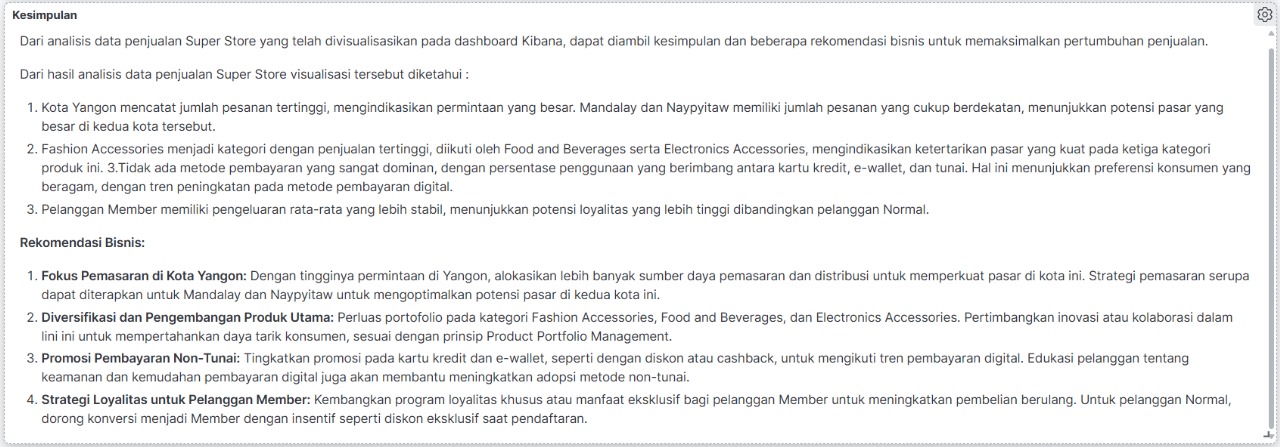 Kesimpulan
Dari analisis data penjualan Super Store yang telah divisualisasikan pada dashboard Kibana, dapat diambil kesimpulan dan beberapa rekomendasi bisnis untuk memaksimalkan pertumbuhan penjualan.
Dari hasil analisis data penjualan Super Store visualisasi tersebut diketahui :
1. Kota Yangon mencatat jumlah pesanan tertinggi, mengindikasikan permintaan yang besar. Mandalay dan Naypyitaw memiliki jumlah pesanan yang cukup berdekatan, menunjukkan potensi pasar yang
besar di kedua kota tersebut.
2. Fashion Accessories menjadi kategori dengan penjualan tertinggi, diikuti oleh Food and Beverages serta Electronics Accessories, mengindikasikan ketertarikan pasar yang kuat pada ketiga kategori
produk ini. 3.Tidak ada metode pembayaran yang sangat dominan, dengan persentase penggunaan yang berimbang antara kartu kredit, e-wallet, dan tunai. Hal ini menunjukkan preferensi konsumen yang
beragam, dengan tren peningkatan pada metode pembayaran digital.
3. Pelanggan Member memiliki pengeluaran rata-rata yang lebih stabil, menunjukkan potensi loyalitas yang lebih tinggi dibandingkan pelanggan Normal.
Rekomendasi Bisnis:
1. Fokus Pemasaran di Kota Yangon: Dengan tingginya permintaan di Yangon, alokasikan lebih banyak sumber daya pemasaran dan distribusi untuk memperkuat pasar di kota ini. Strategi pemasaran serupa
dapat diterapkan untuk Mandalay dan Naypyitaw untuk mengoptimalkan potensi pasar di kedua kota ini.
2. Diversifikasi dan Pengembangan Produk Utama: Perluas portofolio pada kategori Fashion Accessories, Food and Beverages, dan Electronics Accessories. Pertimbangkan inovasi atau kolaborasi dalam
lini ini untuk mempertahankan daya tarik konsumen, sesuai dengan prinsip Product Portfolio Management.
3. Promosi Pembayaran Non-Tunai: Tingkatkan promosi pada kartu kredit dan e-wallet, seperti dengan diskon atau cashback, untuk mengikuti tren pembayaran digital. Edukasi pelanggan tentang
keamanan dan kemudahan pembayaran digital juga akan membantu meningkatkan adopsi metode non-tunai.
4. Strategi Loyalitas untuk Pelanggan Member: Kembangkan program loyalitas khusus atau manfaat eksklusif bagi pelanggan Member untuk meningkatkan pembelian berulang. Untuk pelanggan Normal,
dorong konversi menjadi Member dengan insentif seperti diskon eksklusif saat pendaftaran.